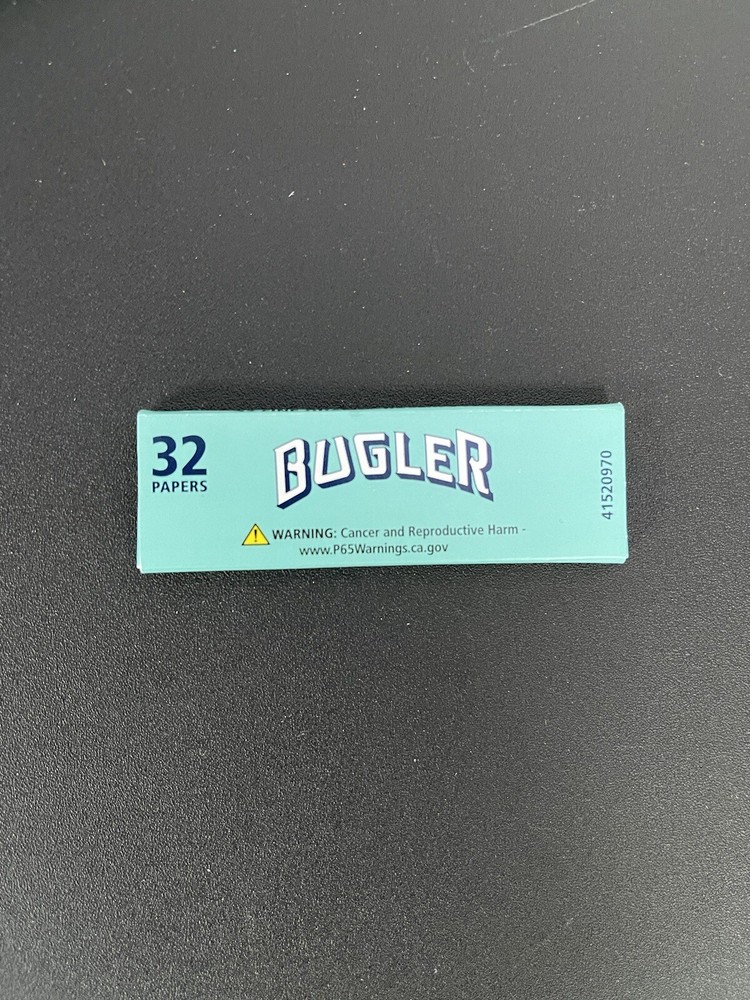 32
PAPERS
BUGLER
WARNING: Cancer and Reproductive Harm -
www.P65Warnings.ca.gov
41520970